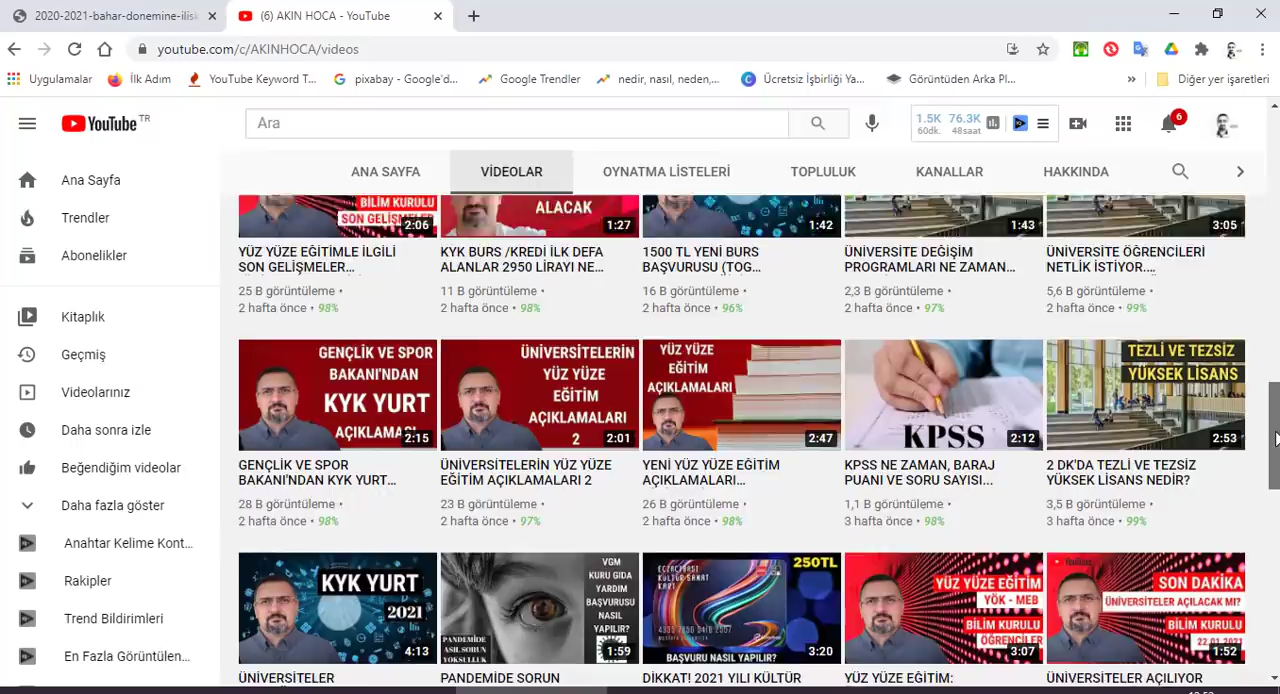 2020-2021-bahar-donemine-ilisk
(6) AKIN HOCA - YouTube
youtube.com/c/AKINHOCA/videos
Uygulamalar
İlk Adım
YouTube Keyword T...
pixabay - Google'd...
Google Trendler
nedir, nasıl, neden,...
Ücretsiz İşbirliği Ya...
Görüntüden Arka Pl...
»
Diğer yer işaretleri
YouTube TR
Ara
1.5K 76.3K
60dk. 48saat
6
ANA SAYFA
VİDEOLAR
OYNATMA LİSTELERİ
TOPLULUK
KANALLAR
HAKKINDA
Ana Sayfa
Trendler
Abonelikler
Kitaplık
Geçmiş
Videolarınız
Daha sonra izle
Beğendiğim videolar
Daha fazla göster
Anahtar Kelime Kont...
Rakipler
Trend Bildirimleri
En Fazla Görüntülen...
BİLİM KURULU
SON GELİŞMELER
2:06
ALACAK
1:27
1:42
1:43
3:05
YÜZ YÜZE EĞİTİMLE İLGİLİ
SON GELİŞMELER...
25 B görüntüleme •
2 hafta önce • 98%
KYK BURS /KREDİ İLK DEFA
ALANLAR 2950 LİRAYI NE...
11 B görüntüleme •
2 hafta önce • 98%
1500 TL YENİ BURS
BAŞVURUSU (TOG...
16 B görüntüleme •
2 hafta önce • 96%
ÜNİVERSİTE DEĞİŞİM
PROGRAMLARI NE ZAMAN...
2,3 B görüntüleme •
2 hafta önce • 97%
ÜNİVERSİTE ÖĞRENCİLERİ
NETLİK İSTİYOR....
5,6 B görüntüleme •
2 hafta önce • 99%
GENÇLİK VE SPOR
BAKANI'NDAN
KYK YURT
AÇIKLAMASI
2:15
ÜNİVERSİTELERİN
YÜZ YÜZE
EĞİTİM
AÇIKLAMALARI
2
2:01
YÜZ YÜZE
EĞİTİM
AÇIKLAMALARI
2:47
KPSS
2:12
TEZLİ VE TEZSİZ
YÜKSEK LİSANS
2:53
GENÇLİK VE SPOR
BAKANI'NDAN KYK YURT...
28 B görüntüleme •
2 hafta önce • 98%
ÜNİVERSİTELERİN YÜZ YÜZE
EĞİTİM AÇIKLAMALARI 2
23 B görüntüleme •
2 hafta önce • 97%
YENİ YÜZ YÜZE EĞİTİM
AÇIKLAMALARI...
26 B görüntüleme •
2 hafta önce • 98%
KPSS NE ZAMAN, BARAJ
PUANI VE SORU SAYISI...
1,1 B görüntüleme •
3 hafta önce • 98%
2 DK'DA TEZLİ VE TEZSİZ
YÜKSEK LİSANS NEDİR?
3,5 B görüntüleme •
3 hafta önce • 99%
KYK YURT
2021
4:13
VGM
KURU GIDA
YARDIM
BAŞVURUSU
NASIL
YAPILIR?
PANDEMİDE
ASIL SORUN
YOKSULLUK
1:59
250TL
KÜLTÜR SANAT
KART
BAŞVURU NASIL YAPILIR?
3:20
YÜZ YÜZE EĞİTİM
YÖK - MEB
BİLİM KURULU
ÖĞRENCİLER
3:07
SON DAKİKA
ÜNİVERSİTELER AÇILACAK MI?
BİLİM KURULU
22.01.2021
1:52
ÜNİVERSİTELER
PANDEMİDE SORUN
DİKKAT! 2021 YILI KÜLTÜR
YÜZ YÜZE EĞİTİM:
ÜNİVERSİTELER AÇILIYOR